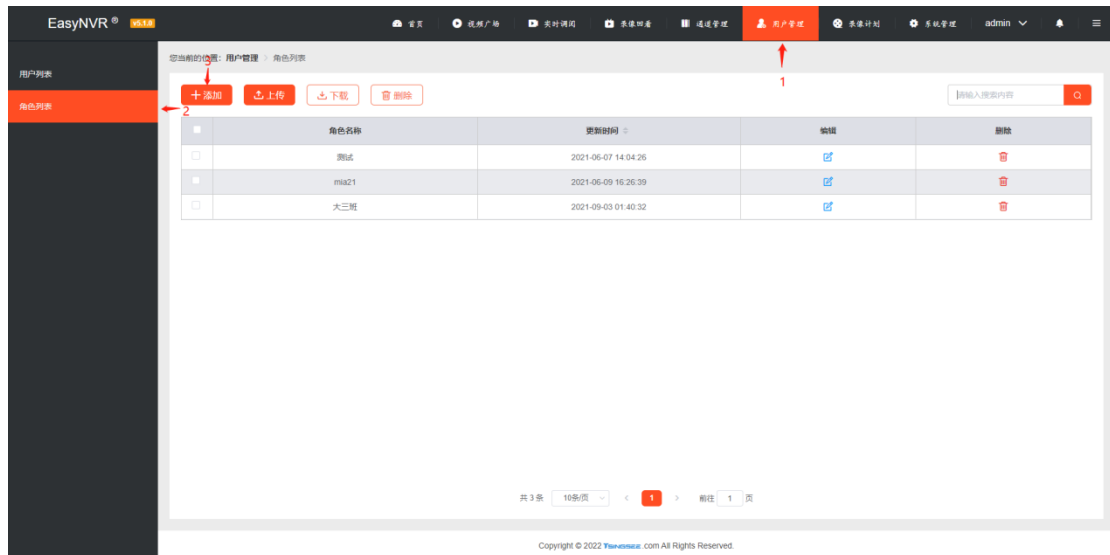 EasyNVR ® v5.1.0 首页 视频广场 实时调阅 录像回看 通道管理 用户管理 录像计划 系统管理 admin
您当前的位置: 用户管理 > 角色列表
3
1
用户列表
角色列表
2
添加 上传 下载 删除 请输入搜索内容
角色名称 更新时间 编辑 删除
测试 2021-06-07 14:04:26
mia21 2021-06-09 16:26:39
大三班 2021-09-03 01:40:32
共 3 条 10条/页 < 1 > 前往 1 页
Copyright © 2022 TSINGSEE .com All Rights Reserved.